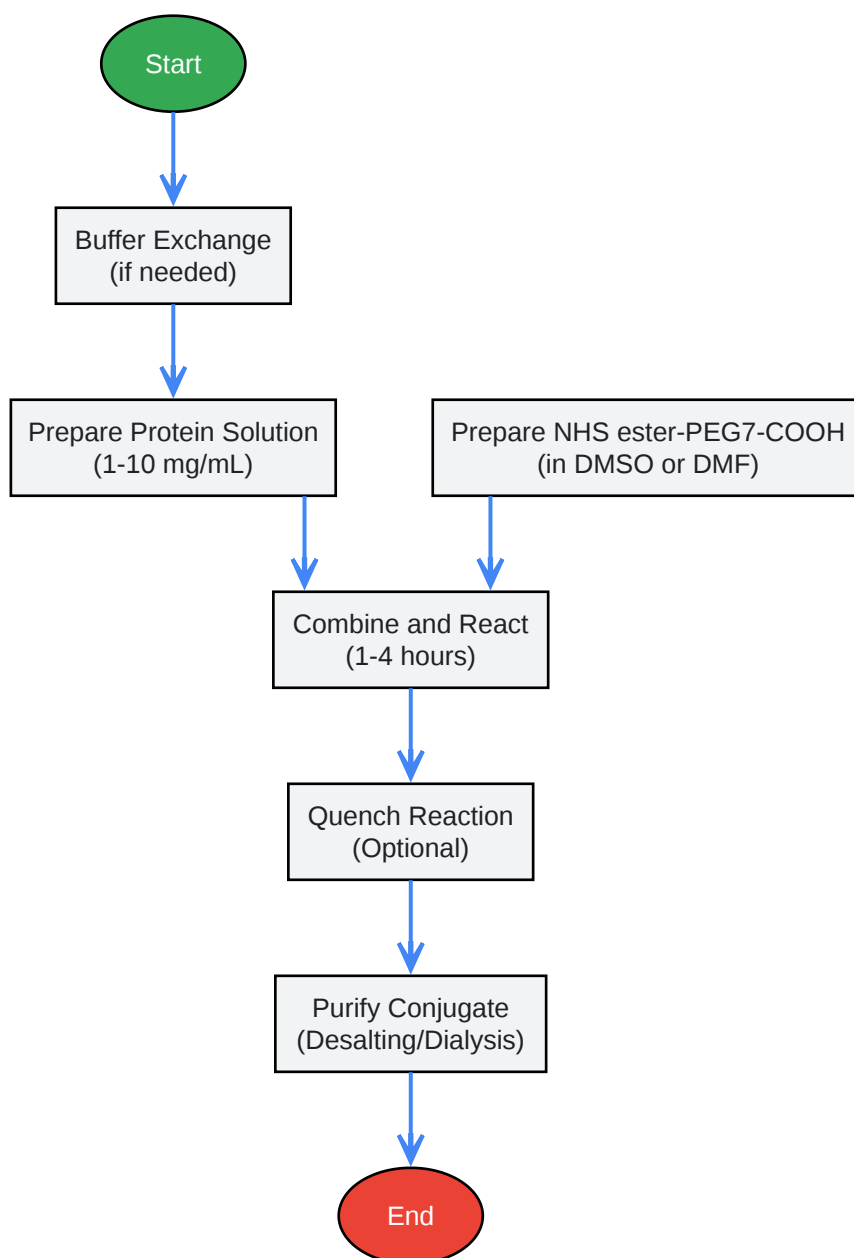 Start
Buffer Exchange
(if needed)
Prepare Protein Solution
(1-10 mg/mL)
Prepare NHS ester-PEG7-COOH
(in DMSO or DMF)
Combine and React
(1-4 hours)
Quench Reaction
(Optional)
Purify Conjugate
(Desalting/Dialysis)
End